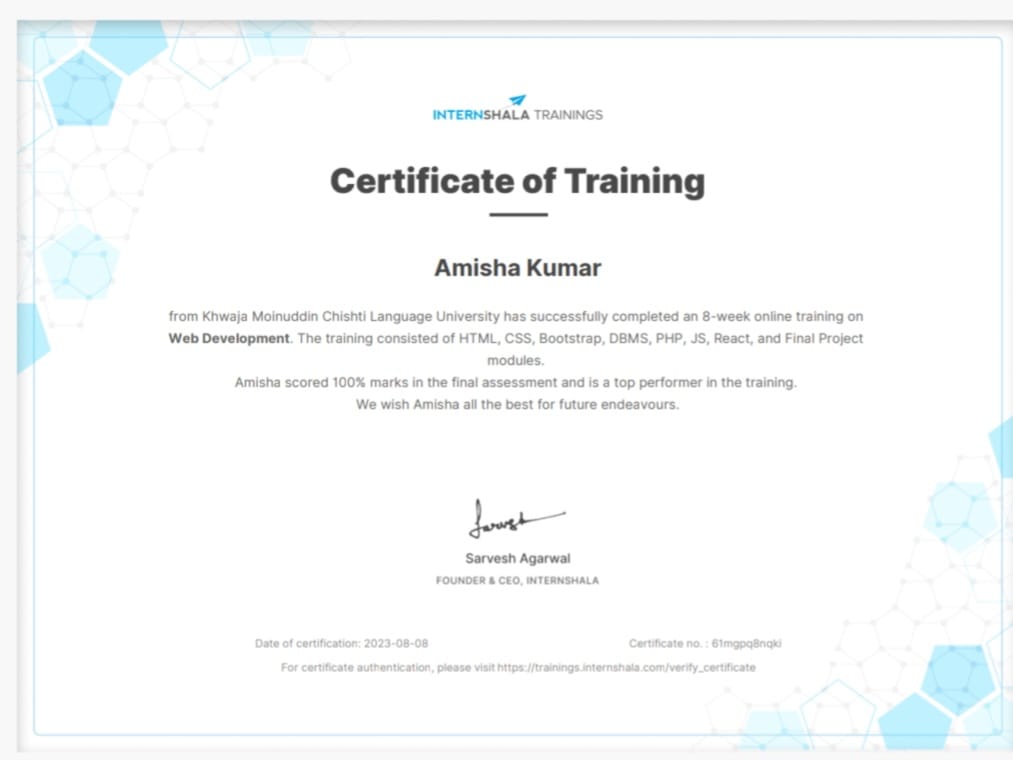 INTERNSHALA TRAININGS
Certificate of Training
Amisha Kumar
from Khwaja Moinuddin Chishti Language University has successfully completed an 8-week online training on
Web Development. The training consisted of HTML, CSS, Bootstrap, DBMS, PHP, JS, React, and Final Project
modules.
Amisha scored 100% marks in the final assessment and is a top performer in the training.
We wish Amisha all the best for future endeavours.
Sarvesh
Sarvesh Agarwal
FOUNDER & CEO, INTERNSHALA
Date of certification: 2023-08-08
Certificate no. : 61mgpq8nqki
For certificate authentication, please visit https://trainings.internshala.com/verify_certificate